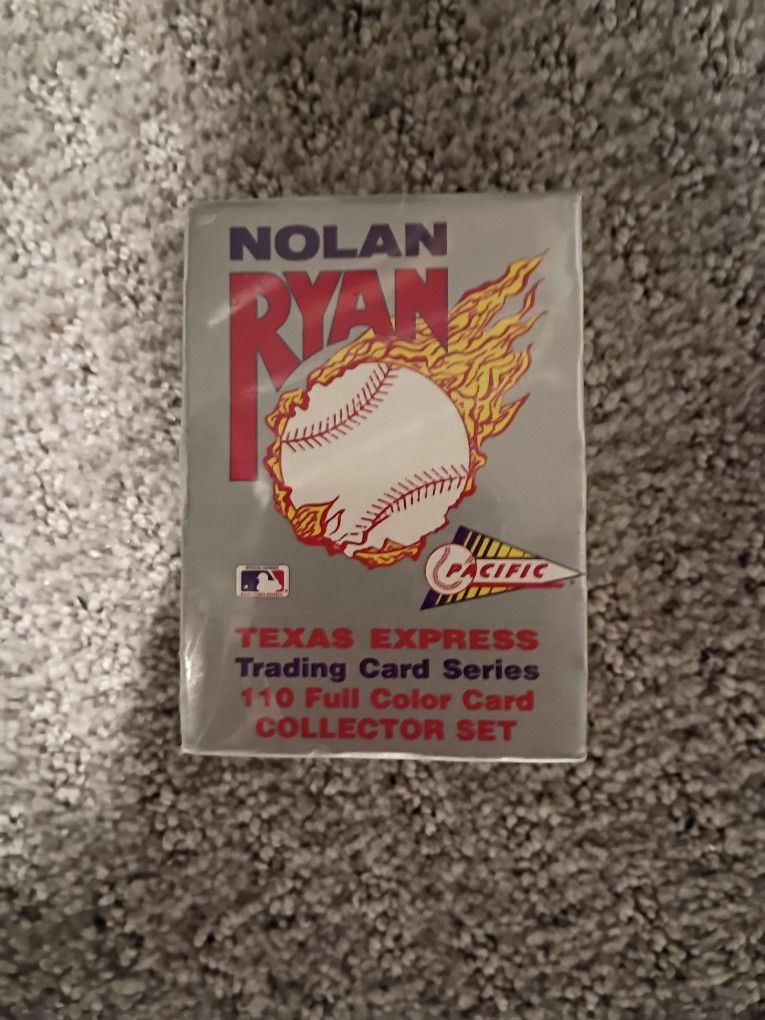 NOLAN
RYAN
PACIFIC
TEXAS EXPRESS
Trading Card Series
110 Full Color Card
COLLECTOR SET